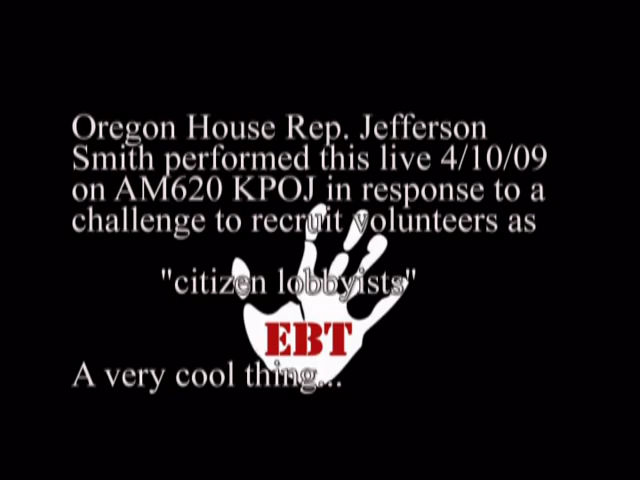 Oregon House Rep. Jefferson
Smith performed this live 4/10/09
on AM620 KPOJ in response to a
challenge to recruit volunteers as
"citizen lobbyists"
EBT
A very cool thing...